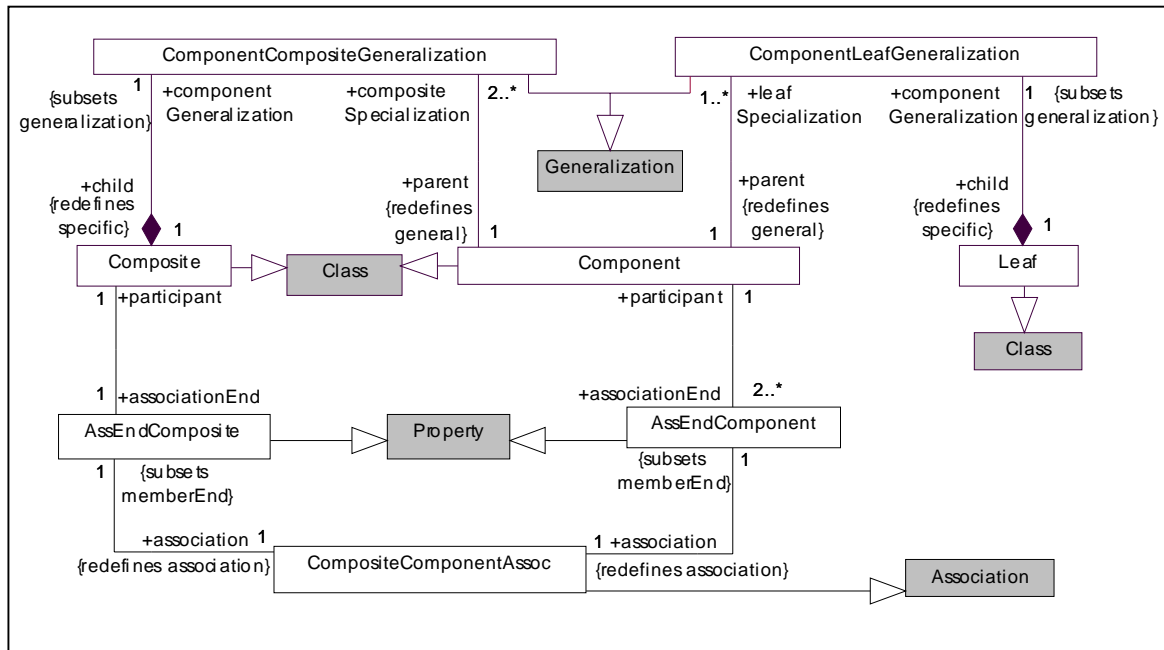 ComponentCompositeGeneralization
ComponentLeafGeneralization
1
+component
Generalization
{subsets
generalization}
+composite
Specialization
2..*
1..*
+leaf
Specialization
+component
Generalization
1
{subsets
generalization}
Generalization
+child
{redefines
specific}
1
+parent
{redefines
general}
1
+parent
{redefines
general}
1
+child
{redefines
specific}
1
Composite
Class
Component
Leaf
1
+participant
+participant
1
Class
1
+associationEnd
+associationEnd
2..*
AssEndComposite
Property
AssEndComponent
1
{subsets
memberEnd}
{subsets
memberEnd}
1
+association
1
{redefines association}
CompositeComponentAssoc
1
+association
{redefines association}
Association